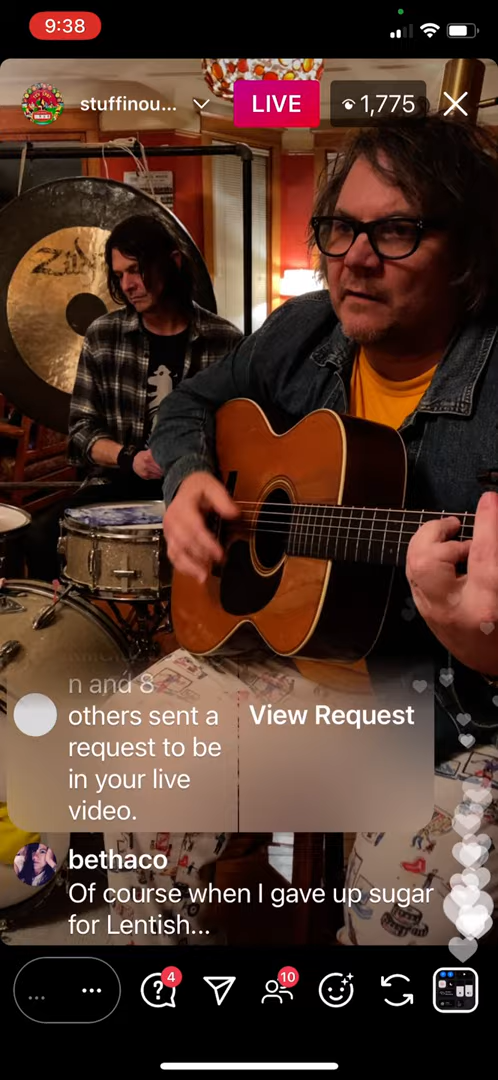 9:38
stuffinou...
LIVE
1,775
n and 8
others sent a
request to be
in your live
video.
View Request
bethaco
Of course when I gave up sugar
for Lentish...
...
...
4
10